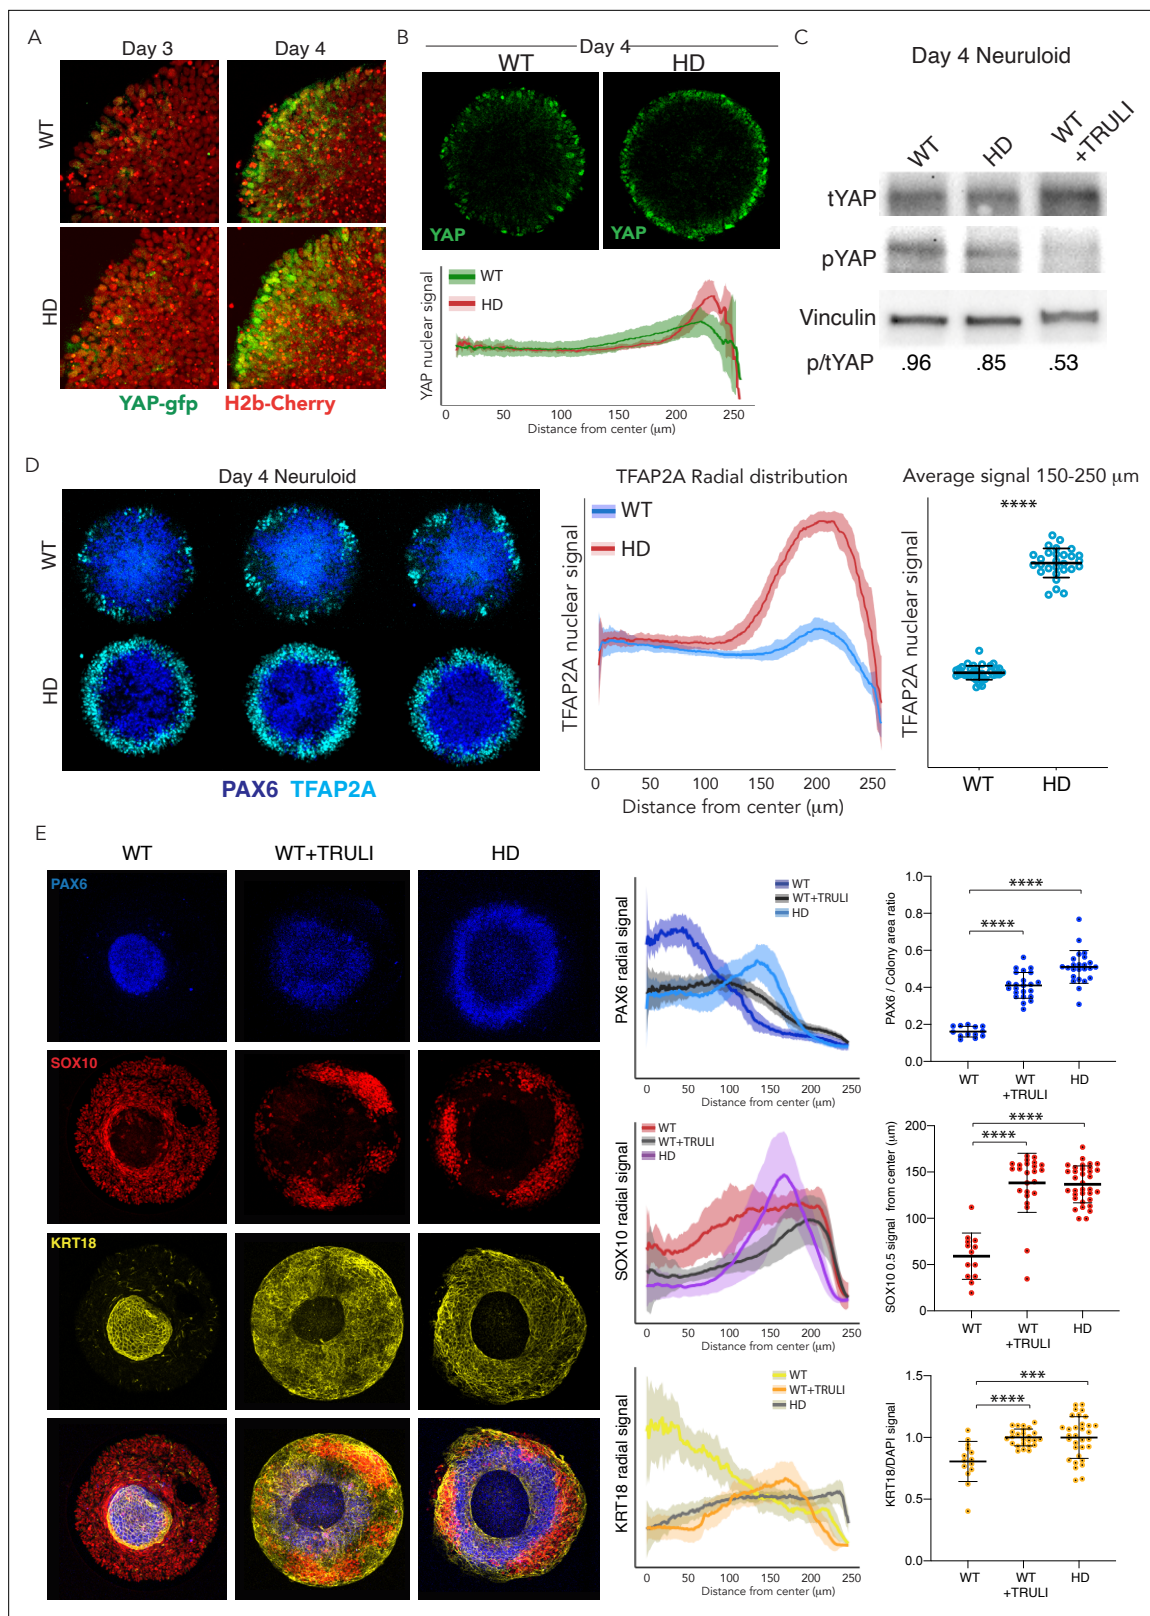 A
Day 3
Day 4
WT
HD
YAP-gfp H2b-Cherry
B
Day 4
WT
HD
YAP
YAP
YAP nuclear signal
WT
HD
0 50 100 150 200 250
Distance from center (μm)
C
Day 4 Neuruloid
WT
HD
WT
+TRULI
tYAP
pYAP
Vinculin
p/tYAP .96 .85 .53
D
Day 4 Neuruloid
WT
HD
PAX6 TFAP2A
TFAP2A Radial distribution
TFAP2A nuclear signal
WT
HD
0 50 100 150 200 250
Distance from center (μm)
Average signal 150-250 μm
TFAP2A nuclear signal
****
WT HD
E
WT
WT+TRULI
HD
PAX6
SOX10
KRT18
PAX6 radial signal
WT
WT+TRULI
HD
0 50 100 150 200 250
Distance from center (μm)
PAX6 / Colony area ratio
1.0
0.8
0.6
0.4
0.2
0.0
****
****
WT WT HD
+TRULI
SOX10 radial signal
WT
WT+TRULI
HD
0 50 100 150 200 250
Distance from center (μm)
SOX10 0.5 signal from center (μm)
200
150
100
50
0
****
****
WT WT HD
+TRULI
KRT18 radial signal
WT
WT+TRULI
HD
0 50 100 150 200 250
Distance from center (μm)
KRT18/DAPI signal
1.5
1.0
0.5
0.0
***
****
WT WT HD
+TRULI